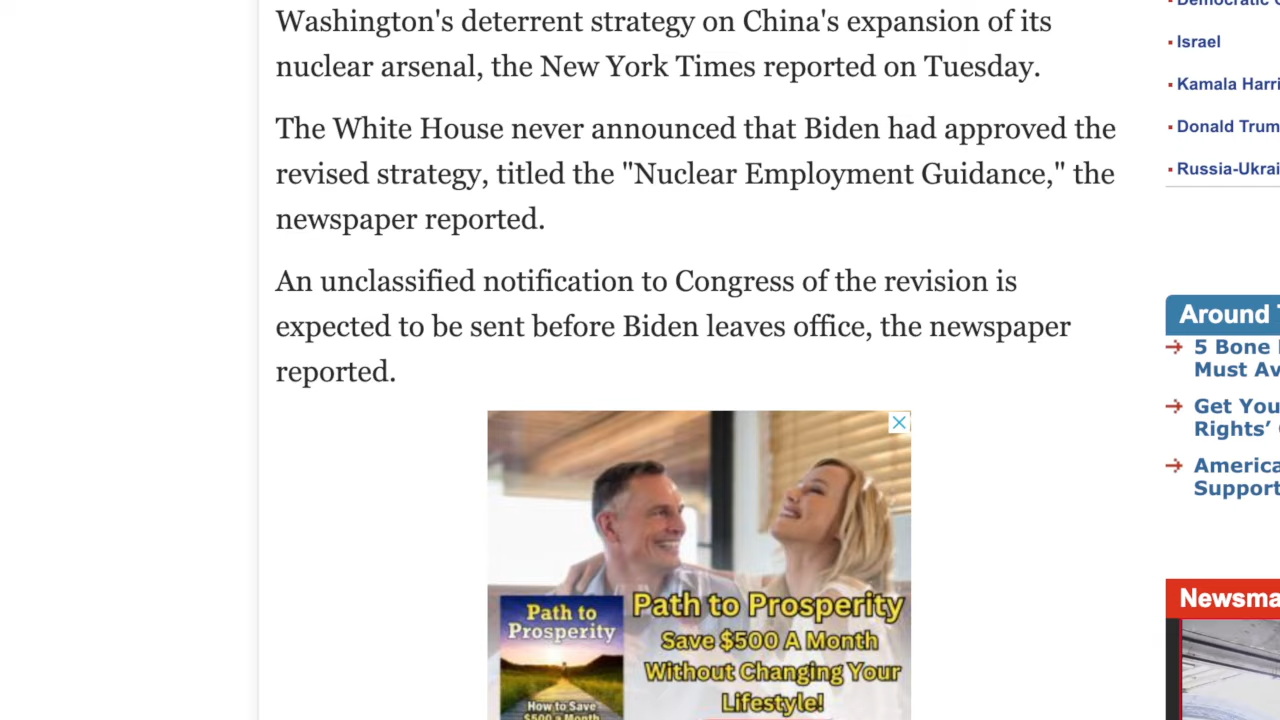 Washington's deterrent strategy on China's expansion of its
nuclear arsenal, the New York Times reported on Tuesday.
The White House never announced that Biden had approved the
revised strategy, titled the "Nuclear Employment Guidance," the
newspaper reported.
An unclassified notification to Congress of the revision is
expected to be sent before Biden leaves office, the newspaper
reported.
Path to
Prosperity
How to Save
$500 a Month
Path to Prosperity
Save $500 A Month
Without Changing Your
Lifestyle!
Democratic
Israel
Kamala Harri
Donald Trum
Russia-Ukrai
Around
5 Bone
Must Av
Get You
Rights’
America
Support
Newsma